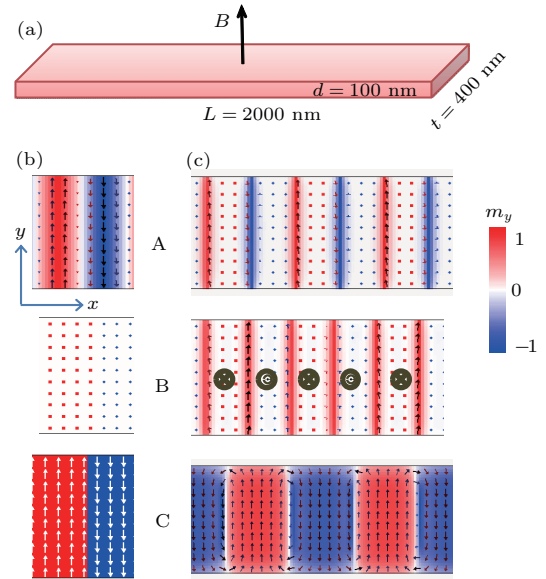 (a)
B
d = 100 nm
L = 2000 nm
t = 400 nm
(b)
(c)
y
x
A
m_y
1
0
−1
B
C